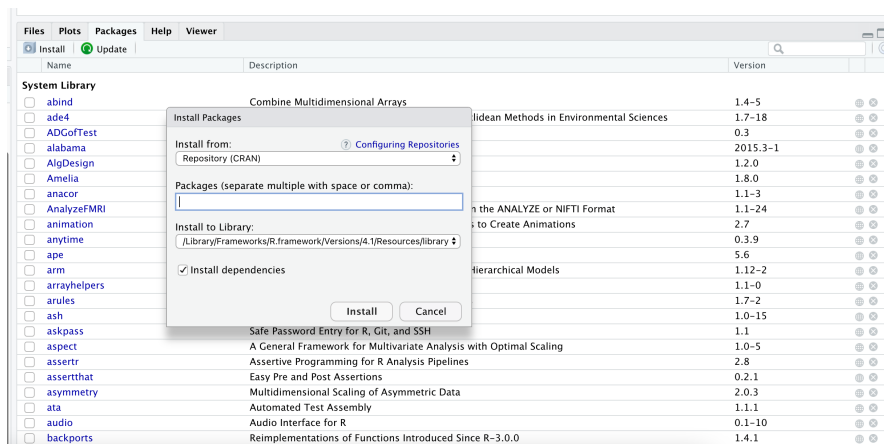 Files Plots Packages Help Viewer
Install Update
Name Description Version
System Library
abind Combine Multidimensional Arrays 1.4-5
ade4 lidean Methods in Environmental Sciences 1.7-18
ADGofTest 0.3
alabama 2015.3-1
AlgDesign 1.2.0
Amelia 1.8.0
anacor 1.1-3
AnalyzeFMRI n the ANALYZE or NIFTI Format 1.1-24
animation s to Create Animations 2.7
anytime 0.3.9
ape 5.6
arm Hierarchical Models 1.12-2
arrayhelpers 1.1-0
arules 1.7-2
ash 1.0-15
askpass Safe Password Entry for R, Git, and SSH 1.1
aspect A General Framework for Multivariate Analysis with Optimal Scaling 1.0-5
assertr Assertive Programming for R Analysis Pipelines 2.8
assertthat Easy Pre and Post Assertions 0.2.1
asymmetry Multidimensional Scaling of Asymmetric Data 2.0.3
ata Automated Test Assembly 1.1.1
audio Audio Interface for R 0.1-10
backports Reimplementations of Functions Introduced Since R-3.0.0 1.4.1
Install Packages
Install from: ? Configuring Repositories
Repository (CRAN)
Packages (separate multiple with space or comma):
Install to Library:
/Library/Frameworks/R.framework/Versions/4.1/Resources/library
Install dependencies
Install Cancel